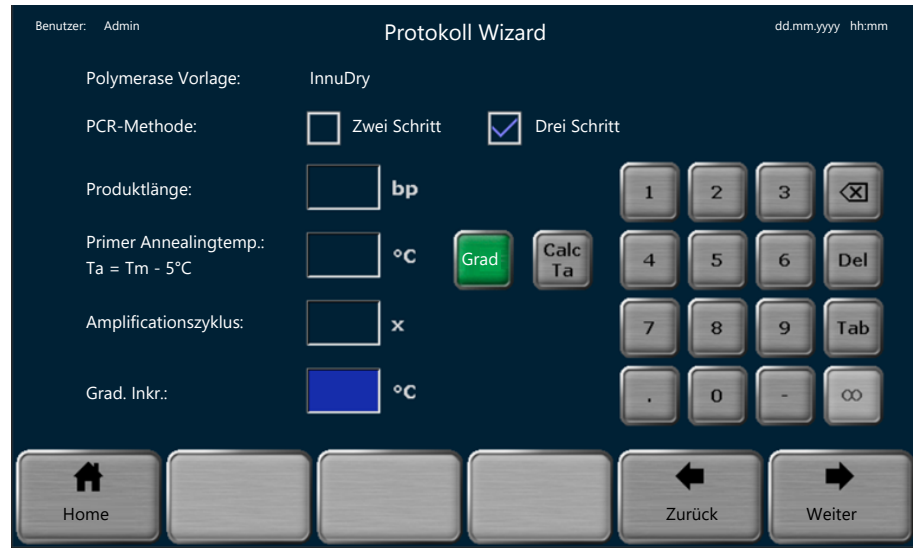 Benutzer: Admin
Protokoll Wizard
dd.mm.yyyy hh:mm
Polymerase Vorlage: InnuDry
PCR-Methode: Zwei Schritt Drei Schritt
Produktlänge: bp
Primer Annealingtemp.:
Ta = Tm - 5°C
°C
Grad
Calc
Ta
Amplificationszyklus: x
Grad. Inkr.: °C
1 2 3
4 5 6 Del
7 8 9 Tab
. 0 - ∞
Home
Zurück
Weiter